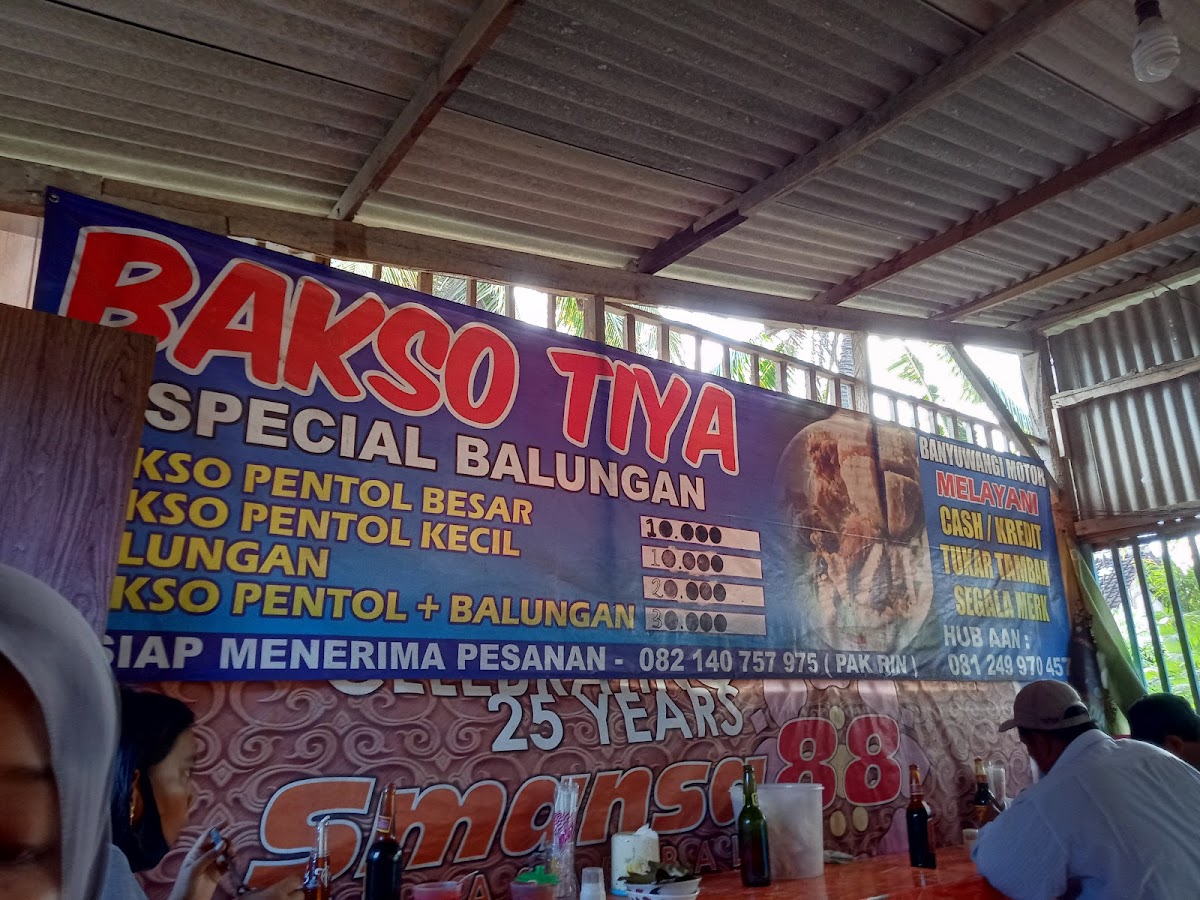 BAKSO TIYA
SPECIAL BALUNGAN
KSO PENTOL BESAR 10.000
KSO PENTOL KECIL 10.000
LUNGAN 20.000
KSO PENTOL + BALUNGAN 30.000
SIAP MENERIMA PESANAN - 082 140 757 975 ( PAK RIN )
BANYUWANGI MOTOR
MELAYANI
CASH / KREDIT
TUKAR TAMBAH
SEGALA MERK
HUB AAN :
081 249 970 457
25 YEARS
Smansa 88